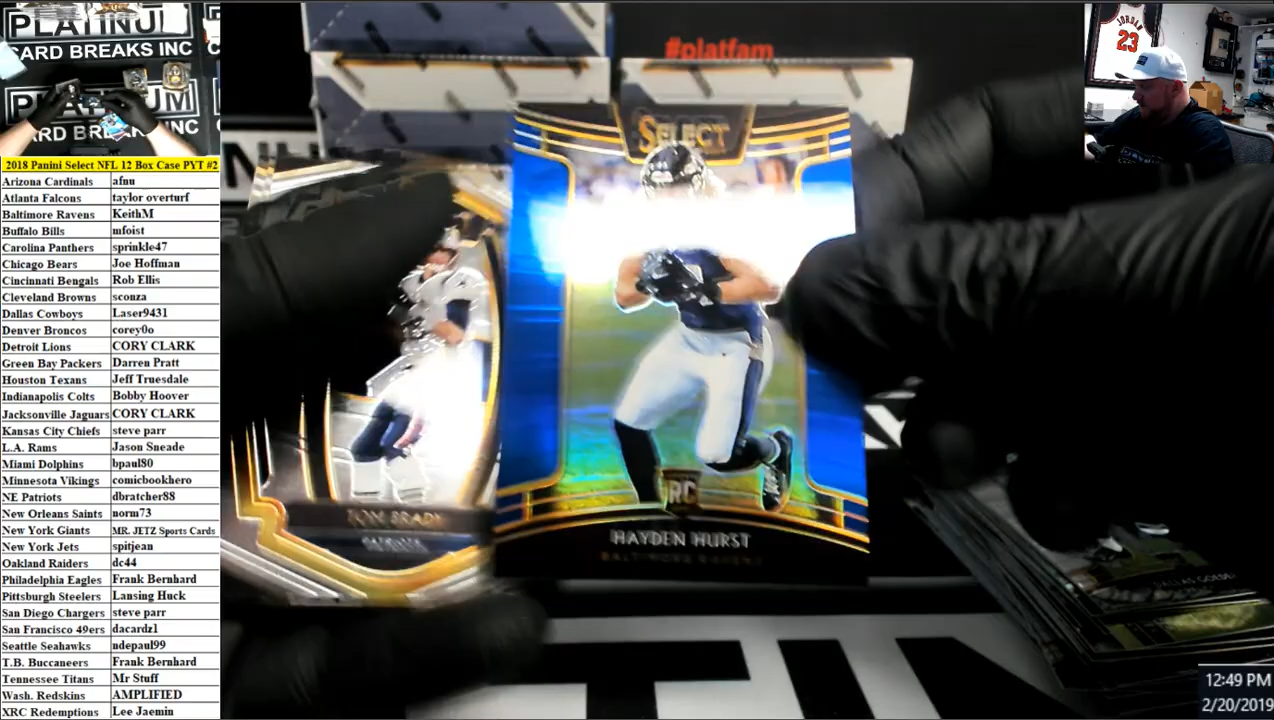 PLATINUM
CARD BREAKS INC
PLATINUM
CARD BREAKS INC
2018 Panini Select NFL 12 Box Case PYT #2
Arizona Cardinals afnu
Atlanta Falcons taylor overturf
Baltimore Ravens KeithM
Buffalo Bills mfoist
Carolina Panthers sprinkle47
Chicago Bears Joe Hoffman
Cincinnati Bengals Rob Ellis
Cleveland Browns sconza
Dallas Cowboys Laser9431
Denver Broncos corey0o
Detroit Lions CORY CLARK
Green Bay Packers Darren Pratt
Houston Texans Jeff Truesdale
Indianapolis Colts Bobby Hoover
Jacksonville Jaguars CORY CLARK
Kansas City Chiefs steve parr
L.A. Rams Jason Sneade
Miami Dolphins bpaul80
Minnesota Vikings comicbookhero
NE Patriots dbratcher88
New Orleans Saints norm73
New York Giants MR. JETZ Sports Cards
New York Jets spitjean
Oakland Raiders dc44
Philadelphia Eagles Frank Bernhard
Pittsburgh Steelers Lansing Huck
San Diego Chargers steve parr
San Francisco 49ers dacardz1
Seattle Seahawks ndepaul99
T.B. Buccaneers Frank Bernhard
Tennessee Titans Mr Stuff
Wash. Redskins AMPLIFIED
XRC Redemptions Lee Jaemin
#platfam
SELECT
RC
HAYDEN HURST
BALTIMORE RAVENS
TOM BRADY
PATRIOTS
DALLAS GOEDE
JORDAN
23
12:49 PM
2/20/2019